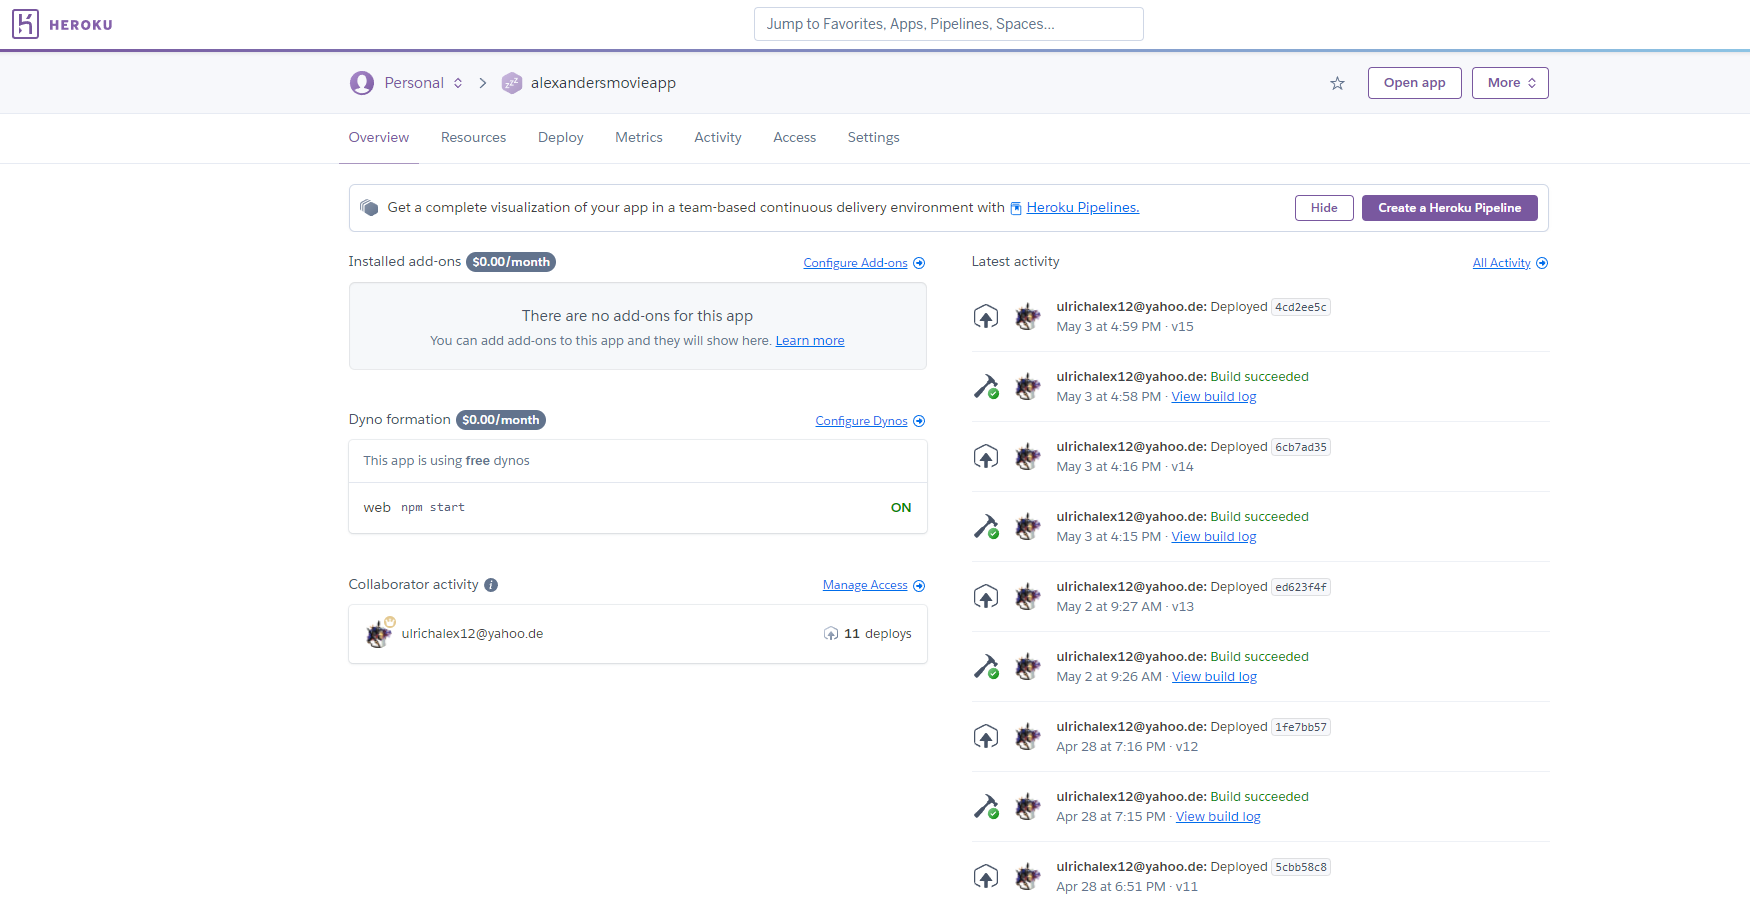 HEROKU
Jump to Favorites, Apps, Pipelines, Spaces...
Personal
alexandersmovieapp
Open app
More
Overview
Resources
Deploy
Metrics
Activity
Access
Settings
Get a complete visualization of your app in a team-based continuous delivery environment with Heroku Pipelines.
Hide
Create a Heroku Pipeline
Installed add-ons $0.00/month
Configure Add-ons
There are no add-ons for this app
You can add add-ons to this app and they will show here. Learn more
Dyno formation $0.00/month
Configure Dynos
This app is using free dynos
web npm start
ON
Collaborator activity
Manage Access
ulrichalex12@yahoo.de
11 deploys
Latest activity
All Activity
ulrichalex12@yahoo.de: Deployed 4cd2ee5c
May 3 at 4:59 PM · v15
ulrichalex12@yahoo.de: Build succeeded
May 3 at 4:58 PM · View build log
ulrichalex12@yahoo.de: Deployed 6cb7ad35
May 3 at 4:16 PM · v14
ulrichalex12@yahoo.de: Build succeeded
May 3 at 4:15 PM · View build log
ulrichalex12@yahoo.de: Deployed ed623f4f
May 2 at 9:27 AM · v13
ulrichalex12@yahoo.de: Build succeeded
May 2 at 9:26 AM · View build log
ulrichalex12@yahoo.de: Deployed 1fe7bb57
Apr 28 at 7:16 PM · v12
ulrichalex12@yahoo.de: Build succeeded
Apr 28 at 7:15 PM · View build log
ulrichalex12@yahoo.de: Deployed 5cbb58c8
Apr 28 at 6:51 PM · v11